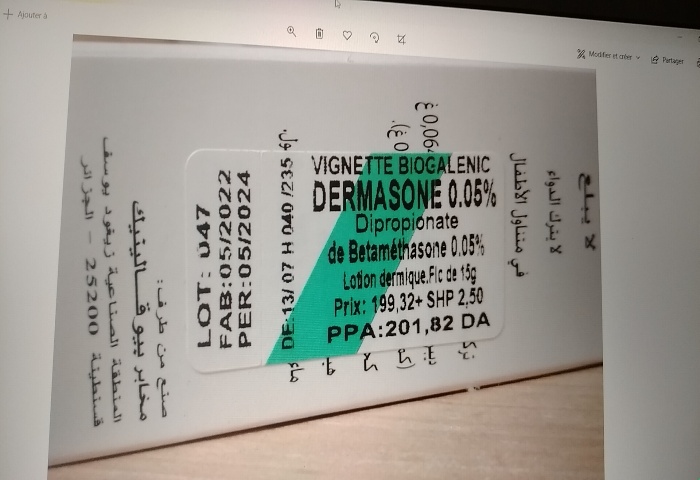 Ajouter à
Modifier et créer
Partager
VIGNETTE BIOGALENIC
DERMASONE 0.05%
Dipropionate
de Betaméthasone 0.05%
Lotion dermique.Flc de 15g
Prix: 199,32+ SHP 2,50
PPA:201,82 DA
LOT: 047
FAB:05/2022
PER:05/2024
DE:13/ 07 H 040 /235
صنع من طرف:
مخابر بيوڤالينيك
المنطقة الصناعية زيغود يوسف
قسنطينة 25200 – الجزائر
لا يبلع
لا يترك الدواء
في متناول الأطفال